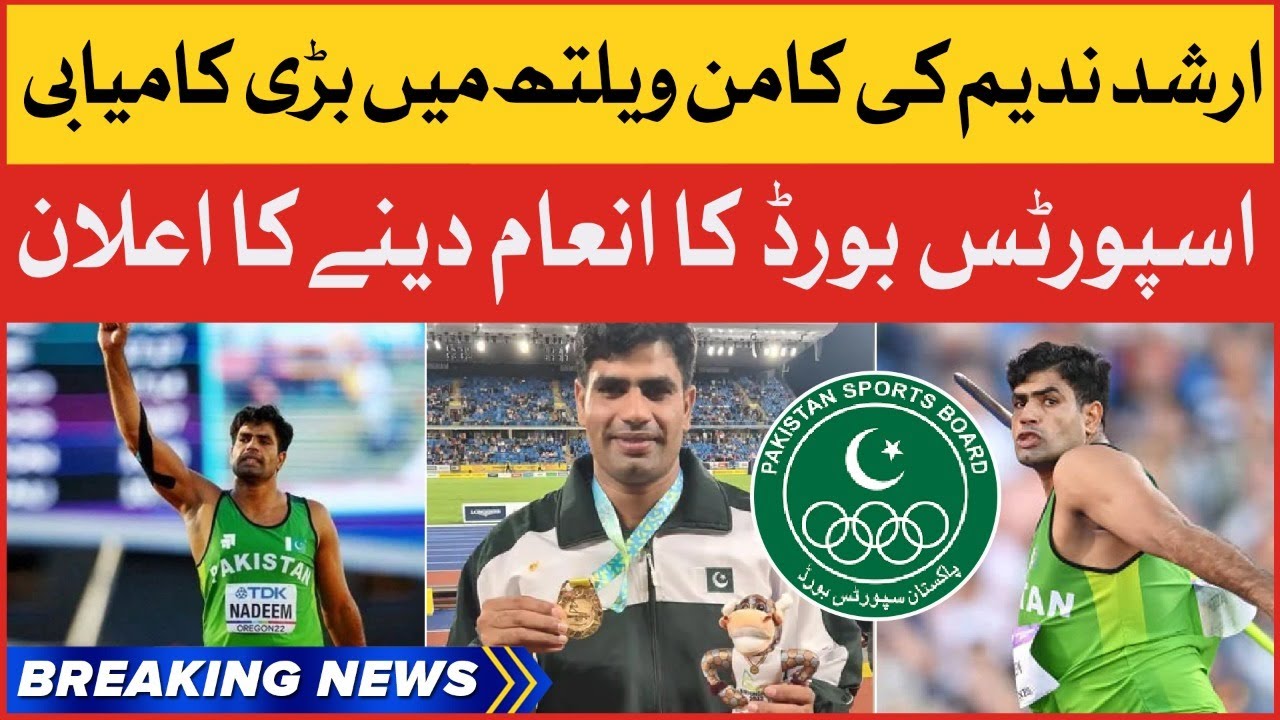 ارشد ندیم کی کامن ویلتھ میں بڑی کامیابی
اسپورٹس بورڈ کا انعام دینے کا اعلان
PAKISTAN
TDK
NADEEM
OREGON22
LONGINES
PAKISTAN SPORTS BOARD
پاکستان سپورٹس بورڈ
TAN
BREAKING NEWS